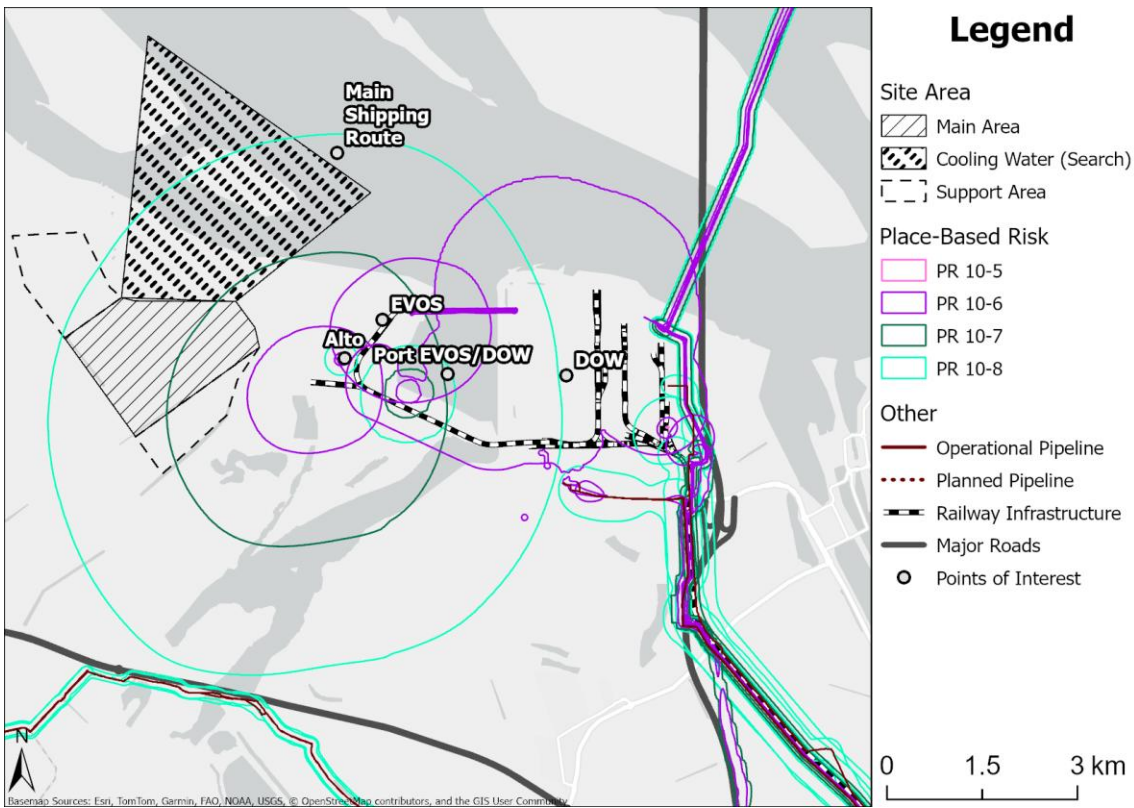 Main
Shipping
Route
EVOS
Alto
Port EVOS/DOW
DOW
N
Basemap Sources: Esri, TomTom, Garmin, FAO, NOAA, USGS, © OpenStreetMap contributors, and the GIS User Community
Legend
Site Area
Main Area
Cooling Water (Search)
Support Area
Place-Based Risk
PR 10-5
PR 10-6
PR 10-7
PR 10-8
Other
Operational Pipeline
Planned Pipeline
Railway Infrastructure
Major Roads
Points of Interest
0 1.5 3 km